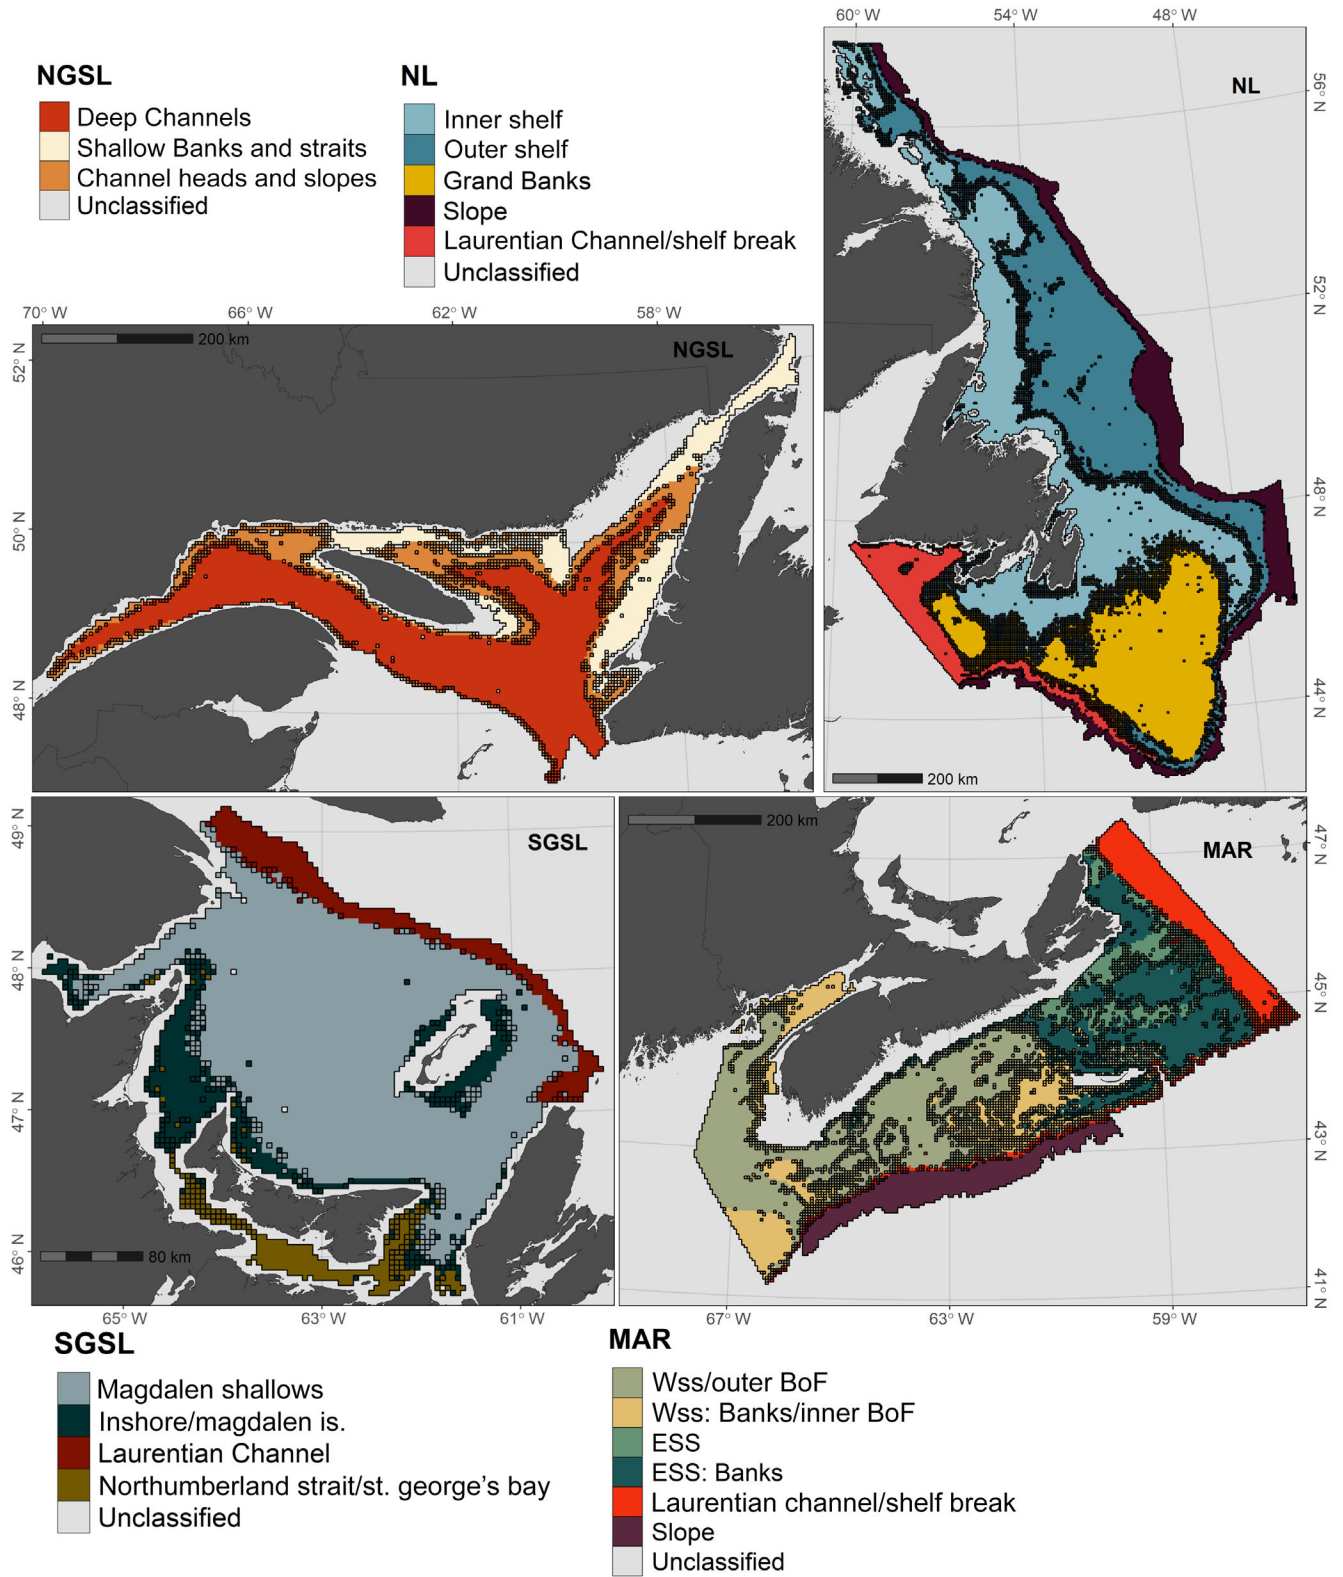 NGSL
Deep Channels
Shallow Banks and straits
Channel heads and slopes
Unclassified
NL
Inner shelf
Outer shelf
Grand Banks
Slope
Laurentian Channel/shelf break
Unclassified
60° W 54° W 48° W
NL
56° N
52° N
48° N
44° N
200 km
70° W 66° W 62° W 58° W
200 km
NGSL
52° N
50° N
48° N
SGSL
49° N
48° N
47° N
46° N
80 km
65° W 63° W 61° W
200 km
MAR
47° N
45° N
43° N
41° N
67° W 63° W 59° W
SGSL
Magdalen shallows
Inshore/magdalen is.
Laurentian Channel
Northumberland strait/st. george's bay
Unclassified
MAR
Wss/outer BoF
Wss: Banks/inner BoF
ESS
ESS: Banks
Laurentian channel/shelf break
Slope
Unclassified